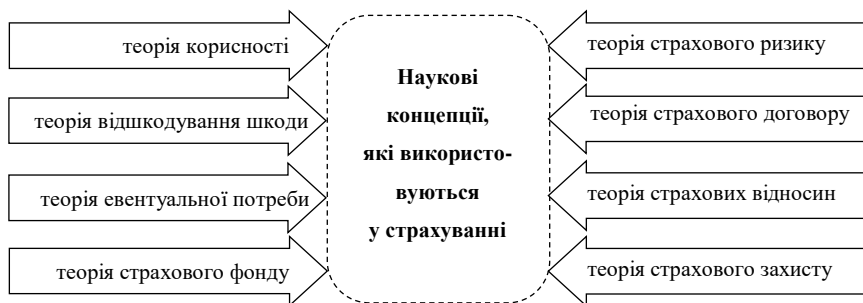 теорія корисності
теорія відшкодування шкоди
теорія евентуальної потреби
теорія страхового фонду
Наукові
концепції,
які використо-
вуються
у страхуванні
теорія страхового ризику
теорія страхового договору
теорія страхових відносин
теорія страхового захисту